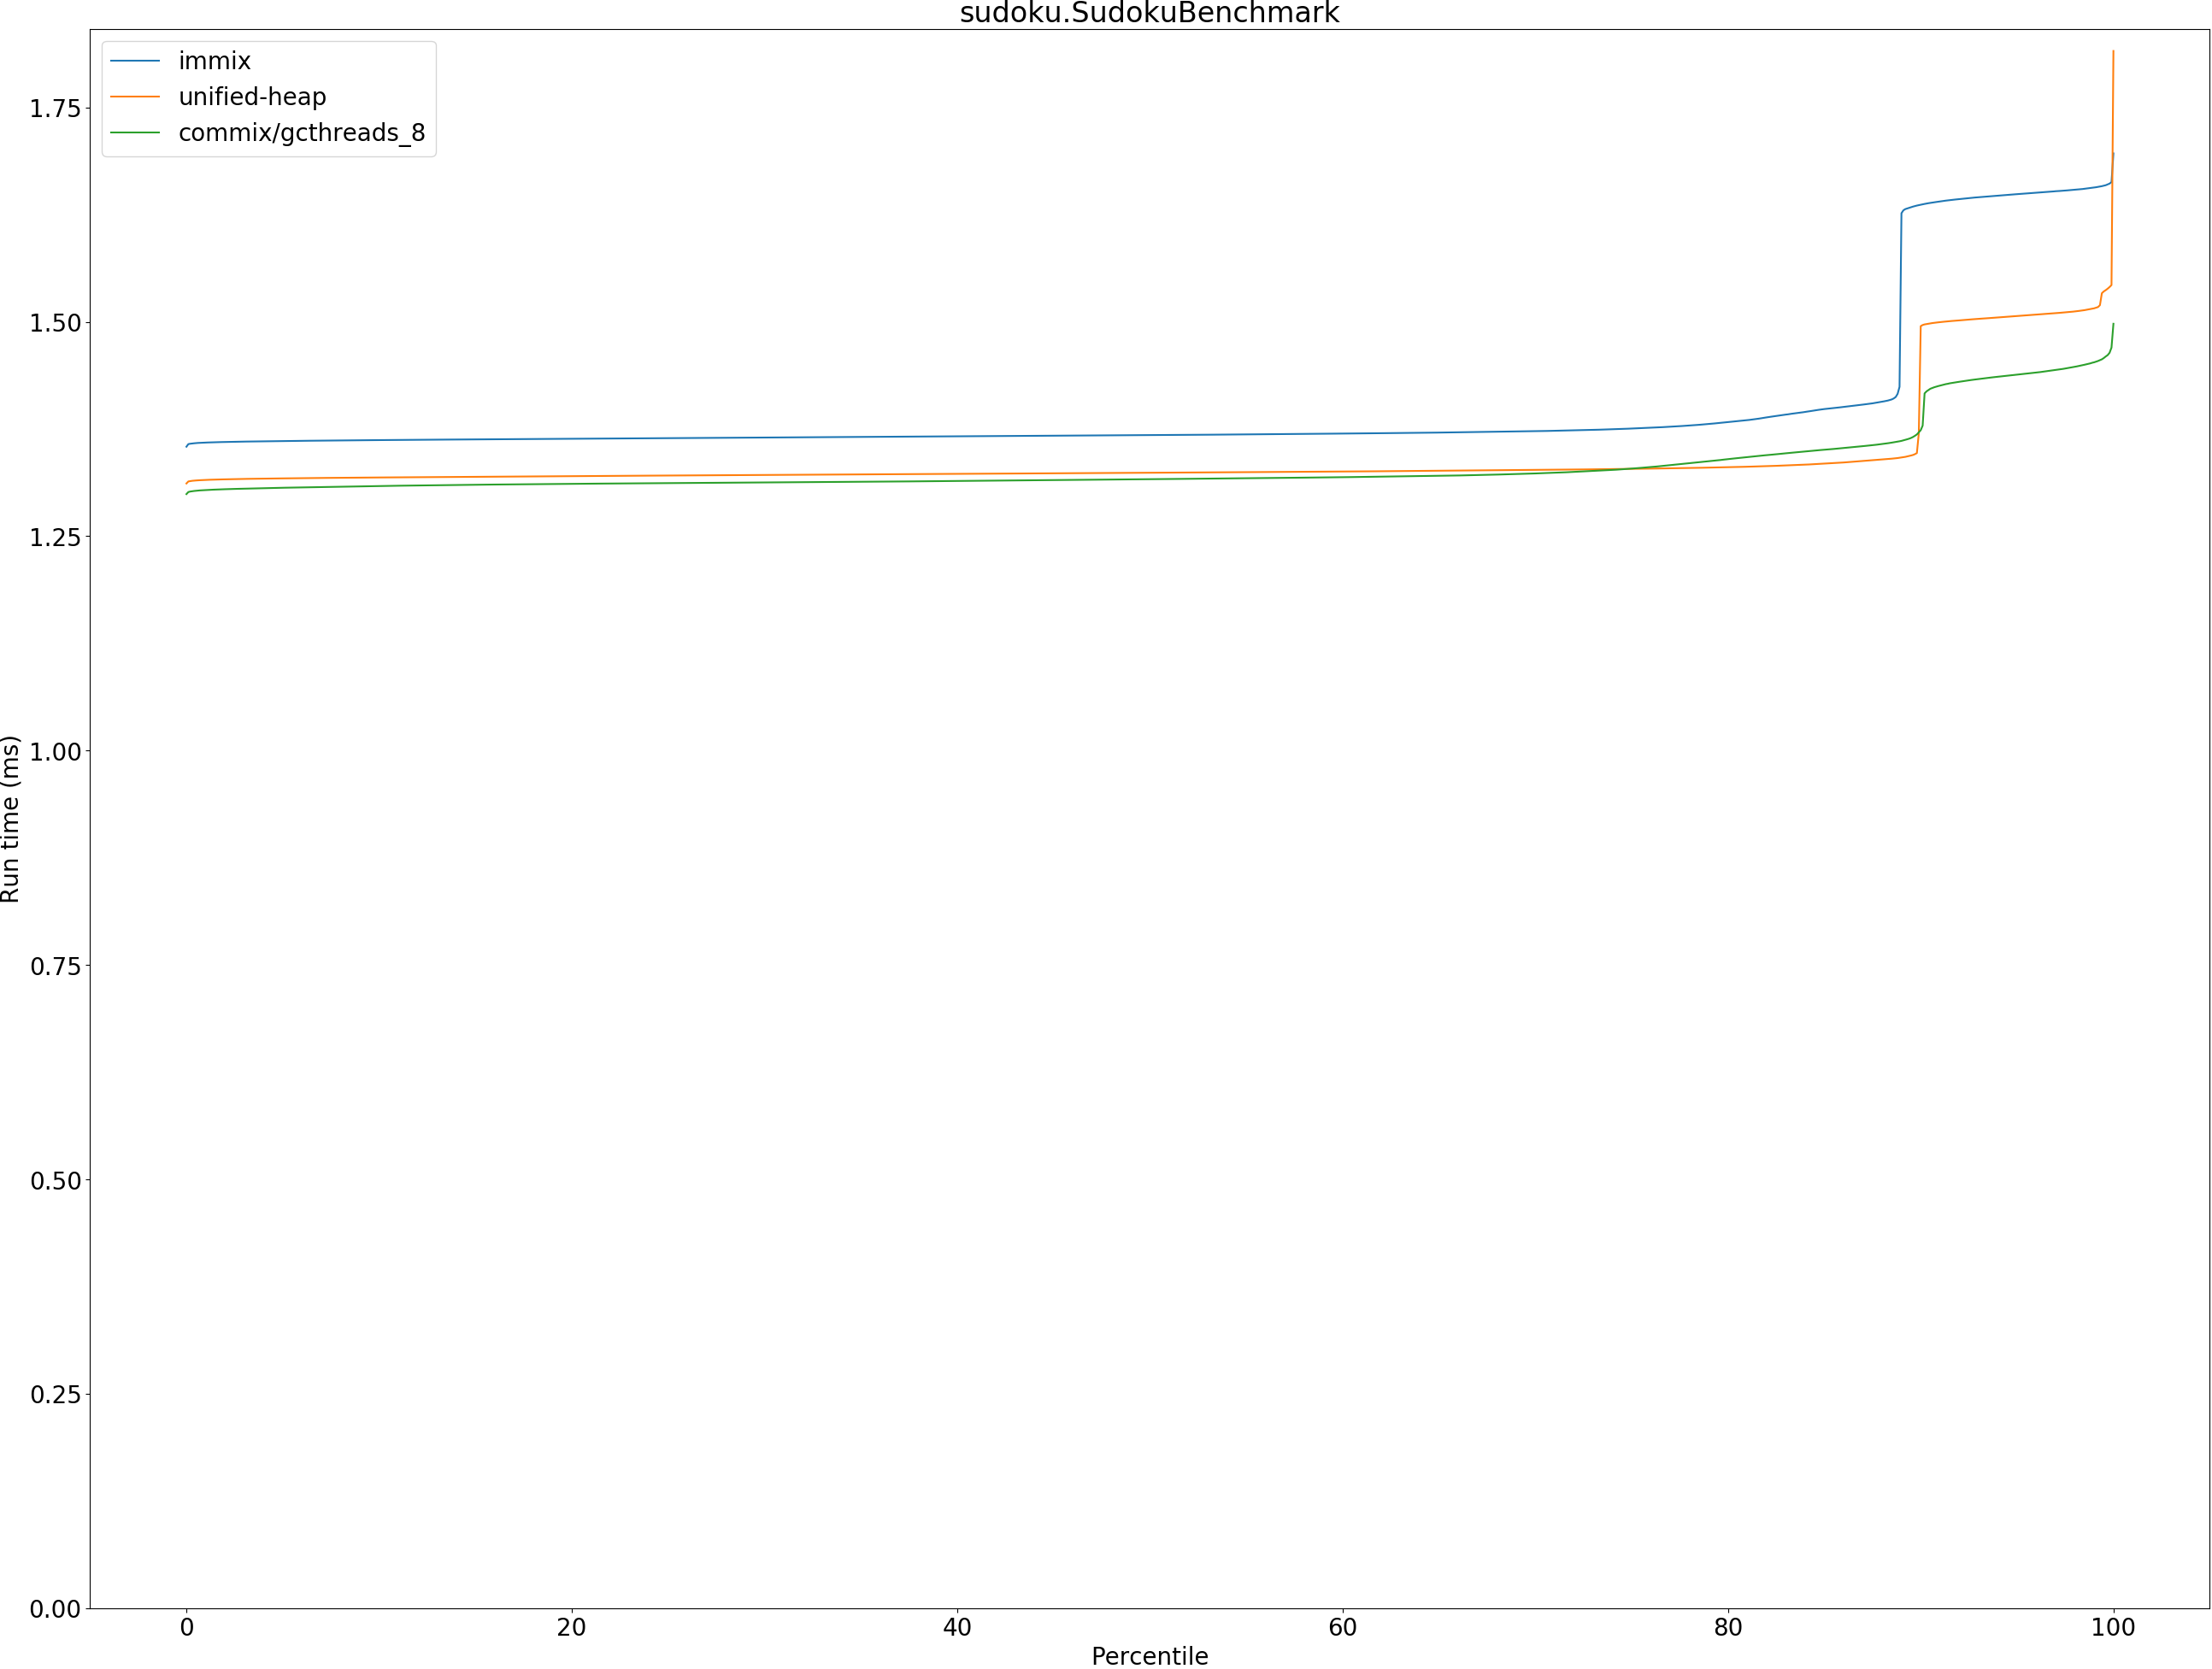 sudoku.SudokuBenchmark
immix
unified-heap
commix/gcthreads_8
1.75
1.50
1.25
1.00
0.75
0.50
0.25
0.00
Run time (ms)
0 20 40 60 80 100
Percentile